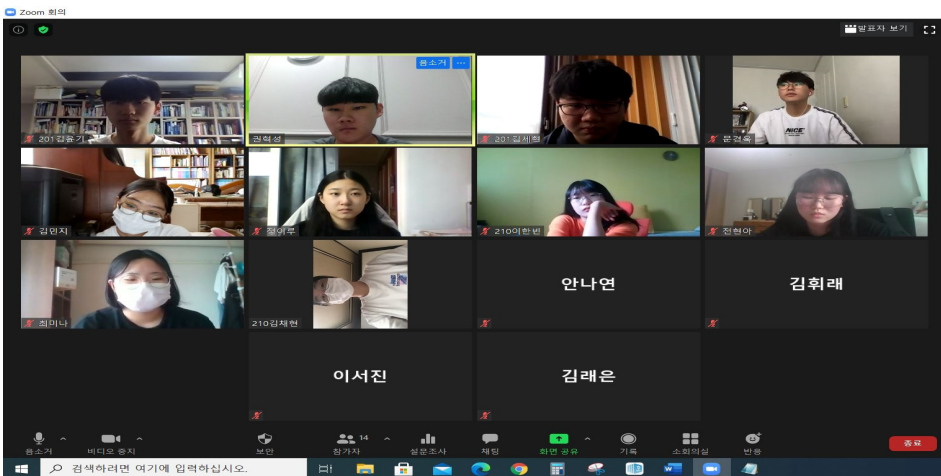 Zoom 회의
발표자 보기
음소거 ...
201김윤기
권혁성
201김세형
문경욱
NICE
김민지
정이루
210이한빈
전현아
최미나
210김채현
안나연
김휘래
이서진
김래은
음소거
비디오 중지
보안
14
참가자
설문조사
채팅
화면 공유
기록
소회의실
반응
종료
검색하려면 여기에 입력하십시오.